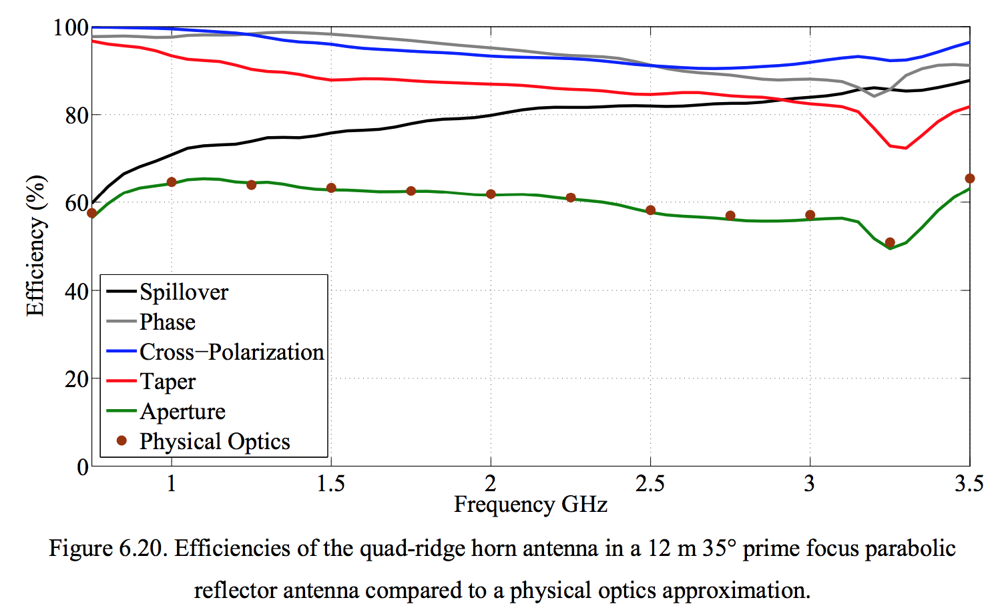 100
80
60
40
20
0
Efficiency (%)
Spillover
Phase
Cross−Polarization
Taper
Aperture
Physical Optics
1 1.5 2 2.5 3 3.5
Frequency GHz
Figure 6.20. Efficiencies of the quad-ridge horn antenna in a 12 m 35° prime focus parabolic
reflector antenna compared to a physical optics approximation.